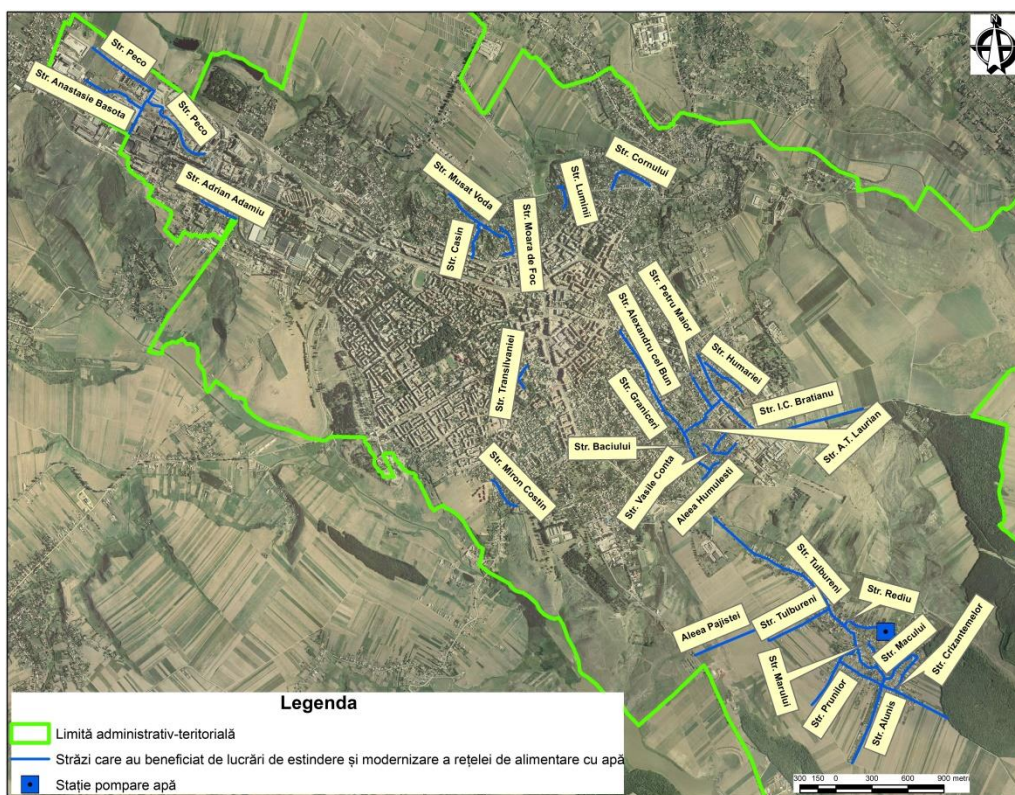 N
Str. Peco
Str. Anastasie Basota
Str. Peco
Str. Adrian Adamiu
Str. Musat Voda
Str. Casin
Str. Moara de Foc
Str. Luminii
Str. Cornului
Str. Petru Maior
Str. Alexandru cel Bun
Str. Humariei
Str. Transilvaniei
Str. Graniceri
Str. I.C. Bratianu
Str. A.T. Laurian
Str. Baciului
Str. Vasile Conta
Aleea Humulesti
Str. Miron Costin
Str. Tulbureni
Str. Rediu
Aleea Pajistei
Str. Tulbureni
Str. Macului
Str. Crizantemelor
Str. Marului
Str. Prunilor
Str. Alunis
Legenda
Limită administrativ-teritorială
Străzi care au beneficiat de lucrări de estindere și modernizare a rețelei de alimentare cu apă
Stație pompare apă
300 150 0 300 600 900 metri